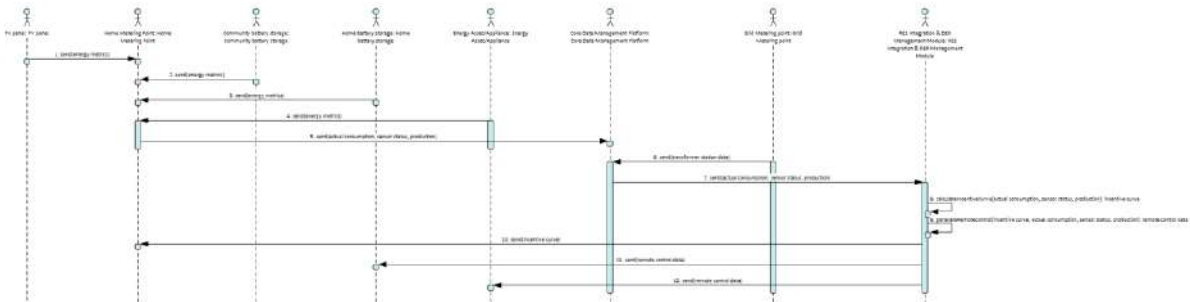 PV panel: PV panel
Home Metering Point: Home
Metering Point
Community battery storage:
Community battery storage
Home battery storage: Home
battery storage
Energy Asset/Appliance: Energy
Asset/Appliance
Core Data Management Platform:
Core Data Management Platform
Grid Metering point: Grid
Metering point
RES Integration & DER
Management Module: RES
Integration & DER Management
Module
1. send(energy metrics)
2. send(energy metrics)
3. send(energy metrics)
4. send(energy metrics)
5. send(actual consumption, sensor status, production)
6. send(transformer station data)
7. send(actual consumption, sensor status, production)
8. calculateIncentiveCurve(actual consumption, sensor status, production): incentive curve
9. generateRemoteControl(incentive curve, actual consumption, sensor status, production): remote control data
10. send(incentive curve)
11. send(remote control data)
12. send(remote control data)